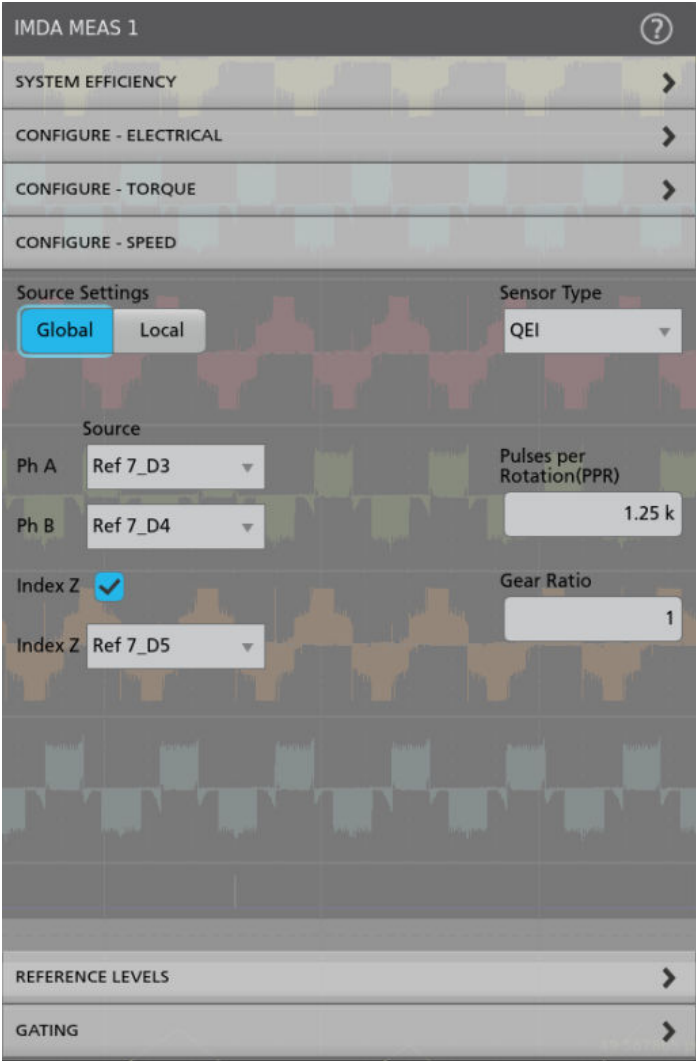 IMDA MEAS 1
?
SYSTEM EFFICIENCY
CONFIGURE - ELECTRICAL
CONFIGURE - TORQUE
CONFIGURE - SPEED
Source Settings
Sensor Type
Global Local
QEI
Source
Ph A Ref 7_D3
Pulses per
Rotation(PPR)
1.25 k
Ph B Ref 7_D4
Index Z
Gear Ratio
1
Index Z Ref 7_D5
REFERENCE LEVELS
GATING